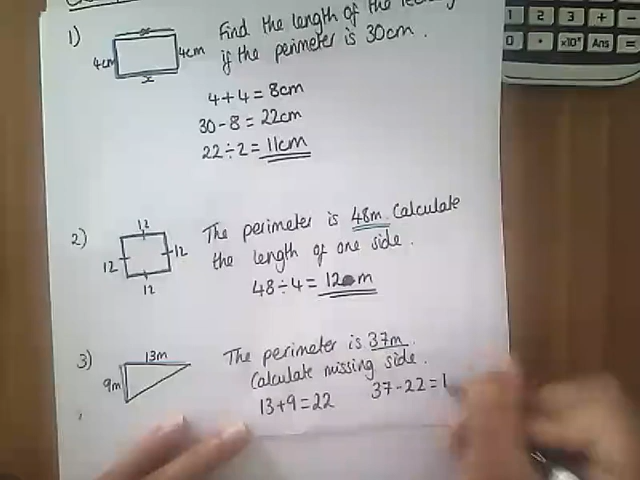 1)
Find the length of the
if the perimeter is 30cm.
4cm
4cm
x
4+4=8cm
30-8=22cm
22÷2=11cm
2)
12
12
12
12
The perimeter is 48m. Calculate
the length of one side.
48÷4=12 m
3)
13m
9m
The perimeter is 37m.
Calculate missing side.
13+9=22
37-22=1
1 2 3 + −
0 . ×10ˣ Ans =